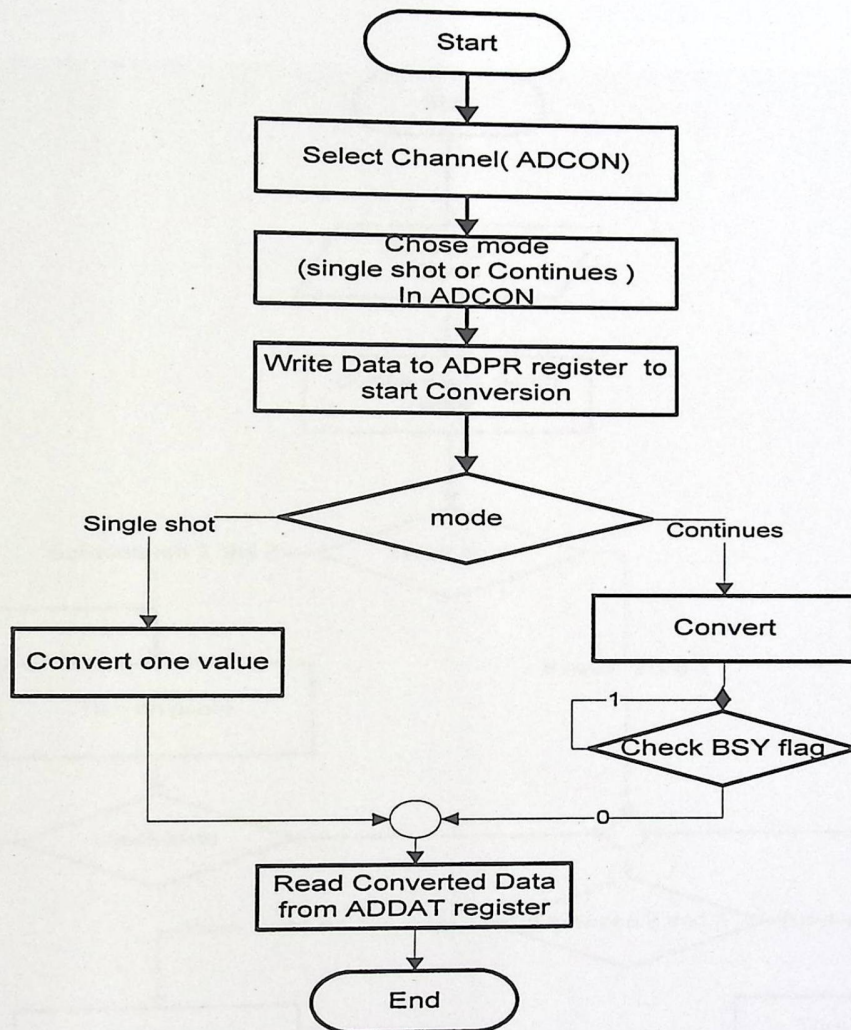 Start
Select Channel( ADCON)
Chose mode
(single shot or Continues )
In ADCON
Write Data to ADPR register to
start Conversion
mode
Single shot
Continues
Convert
Convert one value
1
Check BSY flag
0
Read Converted Data
from ADDAT register
End